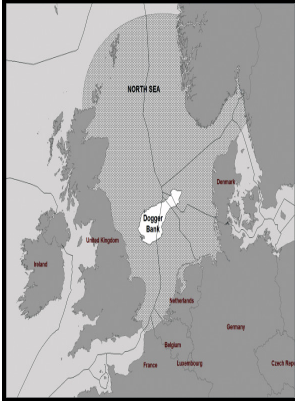 NORTH SEA
Denmark
Dogger
Bank
United Kingdom
Ireland
Netherlands
Germany
Belgium
France
Luxembourg
Czech Rep